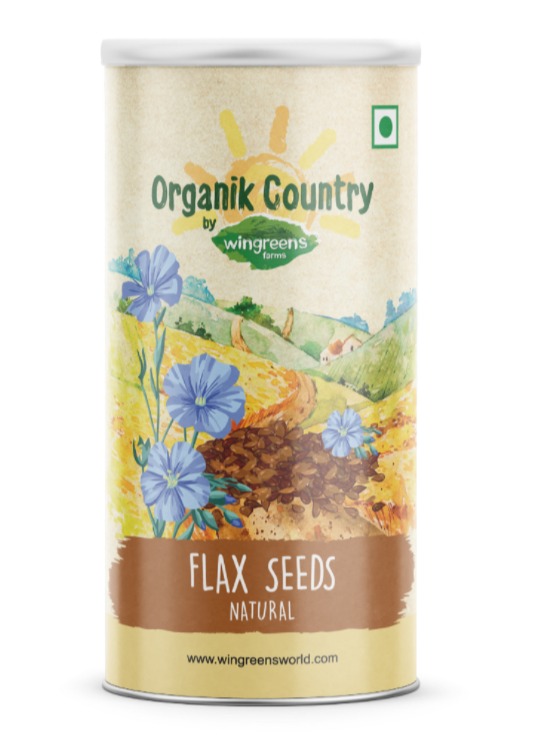 Organik Country
by
wingreens
farms
FLAX SEEDS
NATURAL
www.wingreensworld.com